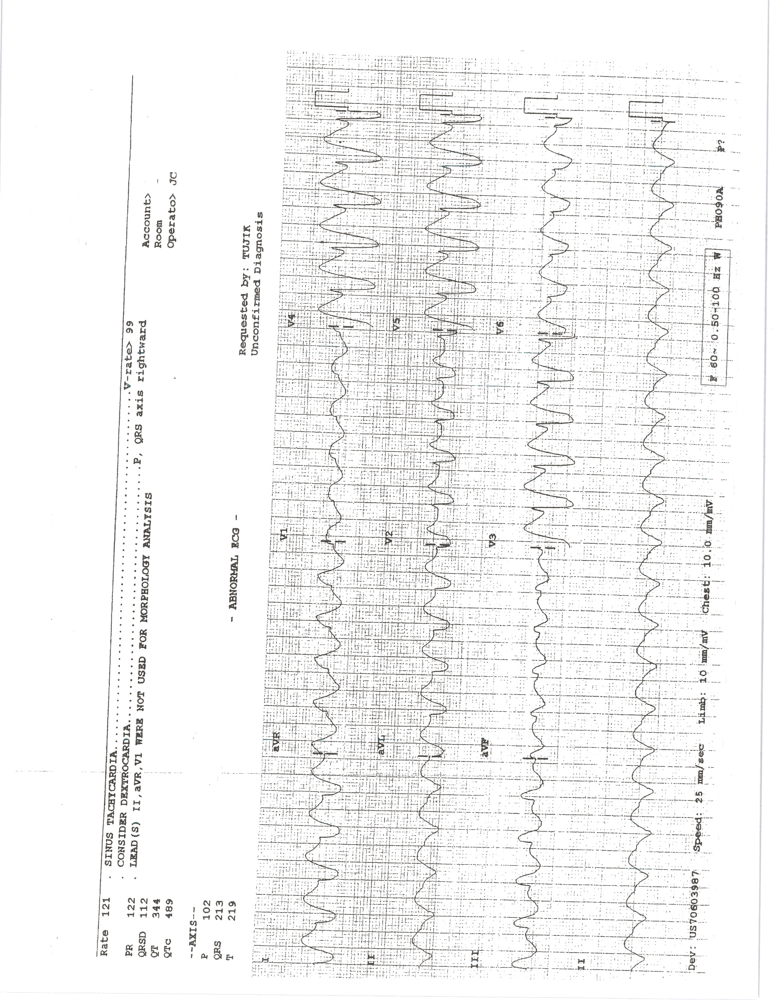 Rate 121 . SINUS TACHYCARDIA..............................................V-rate> 99
. CONSIDER DEXTROCARDIA..............................P, QRS axis rightward
PR 122 . LEAD(S) II,aVR,V1 WERE NOT USED FOR MORPHOLOGY ANALYSIS
QRSD 112
QT 344
QTc 489
Account>
Room -
Operato> JC
--AXIS--
P 102
QRS 213
T 219
- ABNORMAL ECG -
Requested by: TUJIK
Unconfirmed Diagnosis
I aVR V1 V4
II aVL V2 V5
III aVF V3 V6
II
Dev: US70603987 Speed: 25 mm/sec Limb: 10 mm/mV Chest: 10.0 mm/mV F 60~ 0.50-100 Hz W PH090A P?